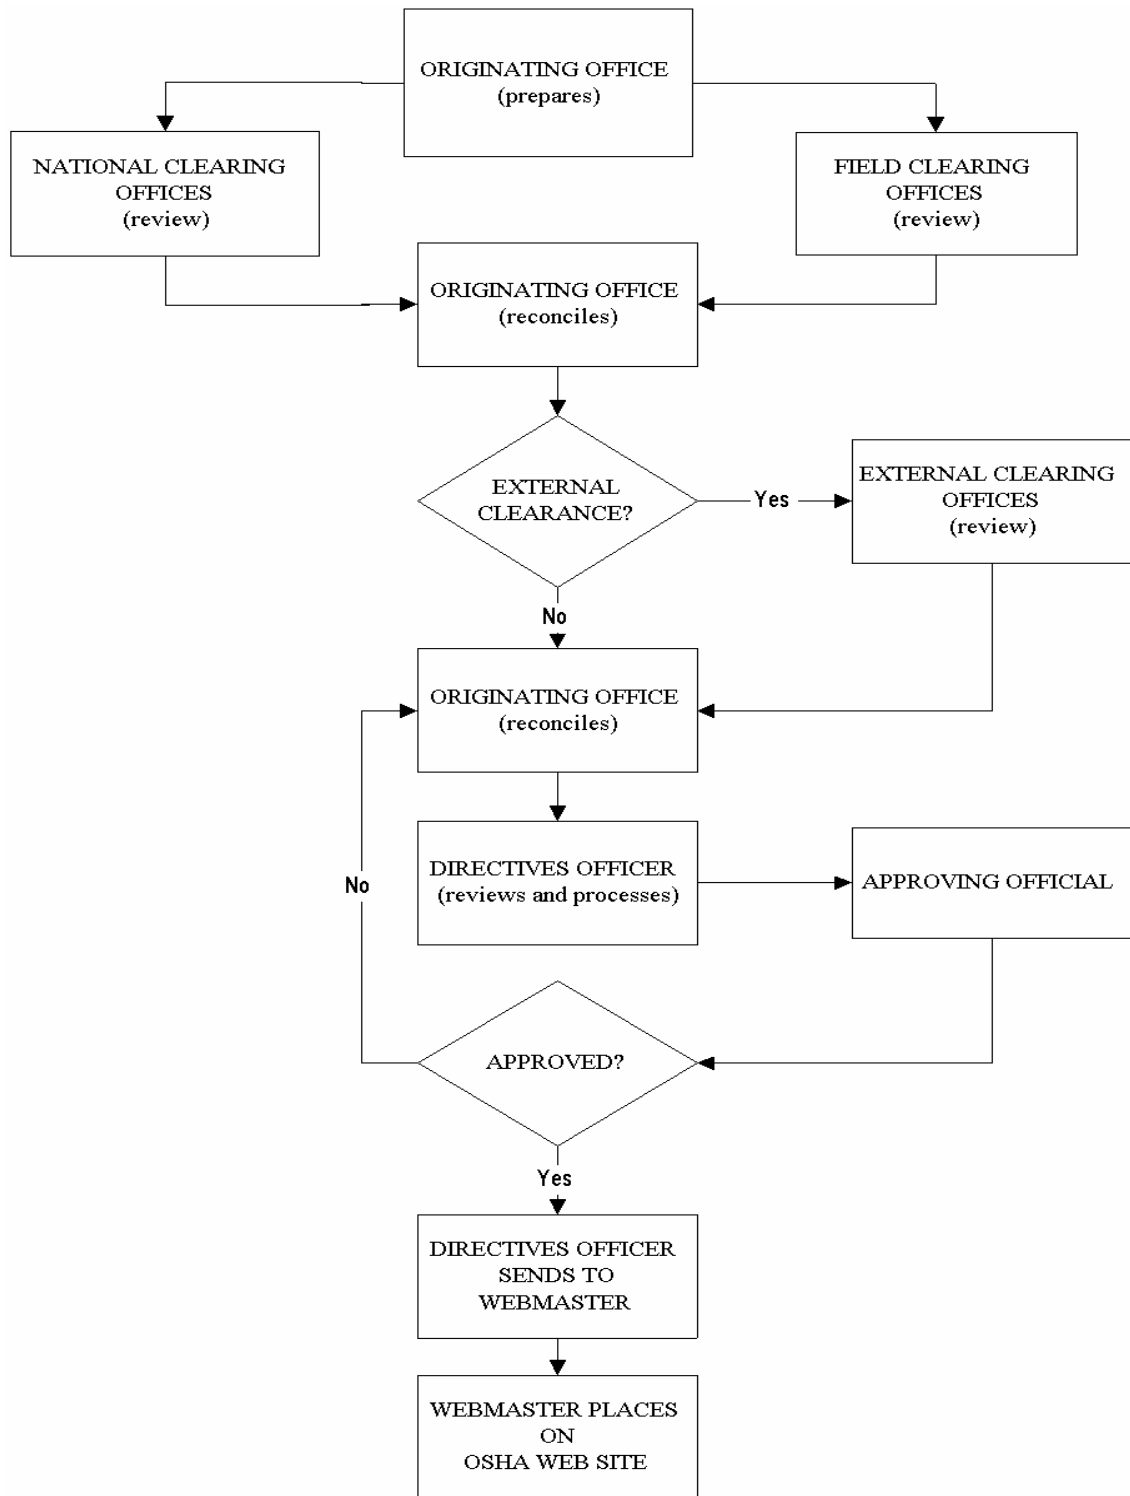 ORIGINATING OFFICE
(prepares)
NATIONAL CLEARING
OFFICES
(review)
FIELD CLEARING
OFFICES
(review)
ORIGINATING OFFICE
(reconciles)
EXTERNAL
CLEARANCE?
Yes
EXTERNAL CLEARING
OFFICES
(review)
No
ORIGINATING OFFICE
(reconciles)
DIRECTIVES OFFICER
(reviews and processes)
APPROVING OFFICIAL
No
APPROVED?
Yes
DIRECTIVES OFFICER
SENDS TO
WEBMASTER
WEBMASTER PLACES
ON
OSHA WEB SITE